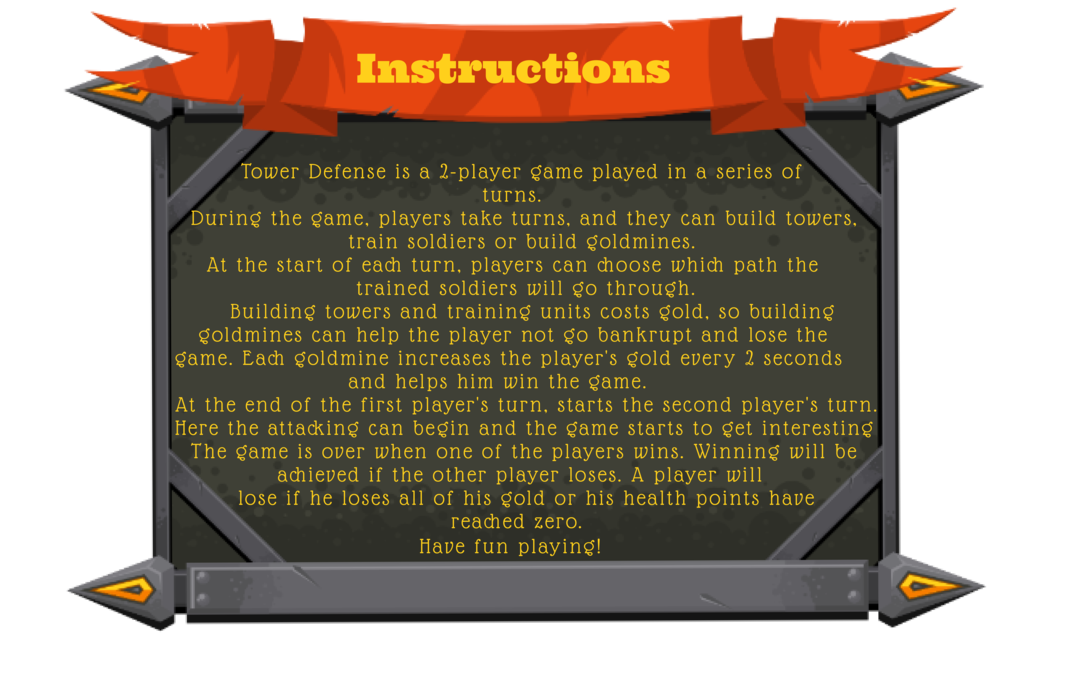 Instructions
Tower Defense is a 2-player game played in a series of
turns.
During the game, players take turns, and they can build towers,
train soldiers or build goldmines.
At the start of each turn, players can choose which path the
trained soldiers will go through.
Building towers and training units costs gold, so building
goldmines can help the player not go bankrupt and lose the
game. Each goldmine increases the player's gold every 2 seconds
and helps him win the game.
At the end of the first player's turn, starts the second player's turn.
Here the attacking can begin and the game starts to get interesting
The game is over when one of the players wins. Winning will be
achieved if the other player loses. A player will
lose if he loses all of his gold or his health points have
reached zero.
Have fun playing!